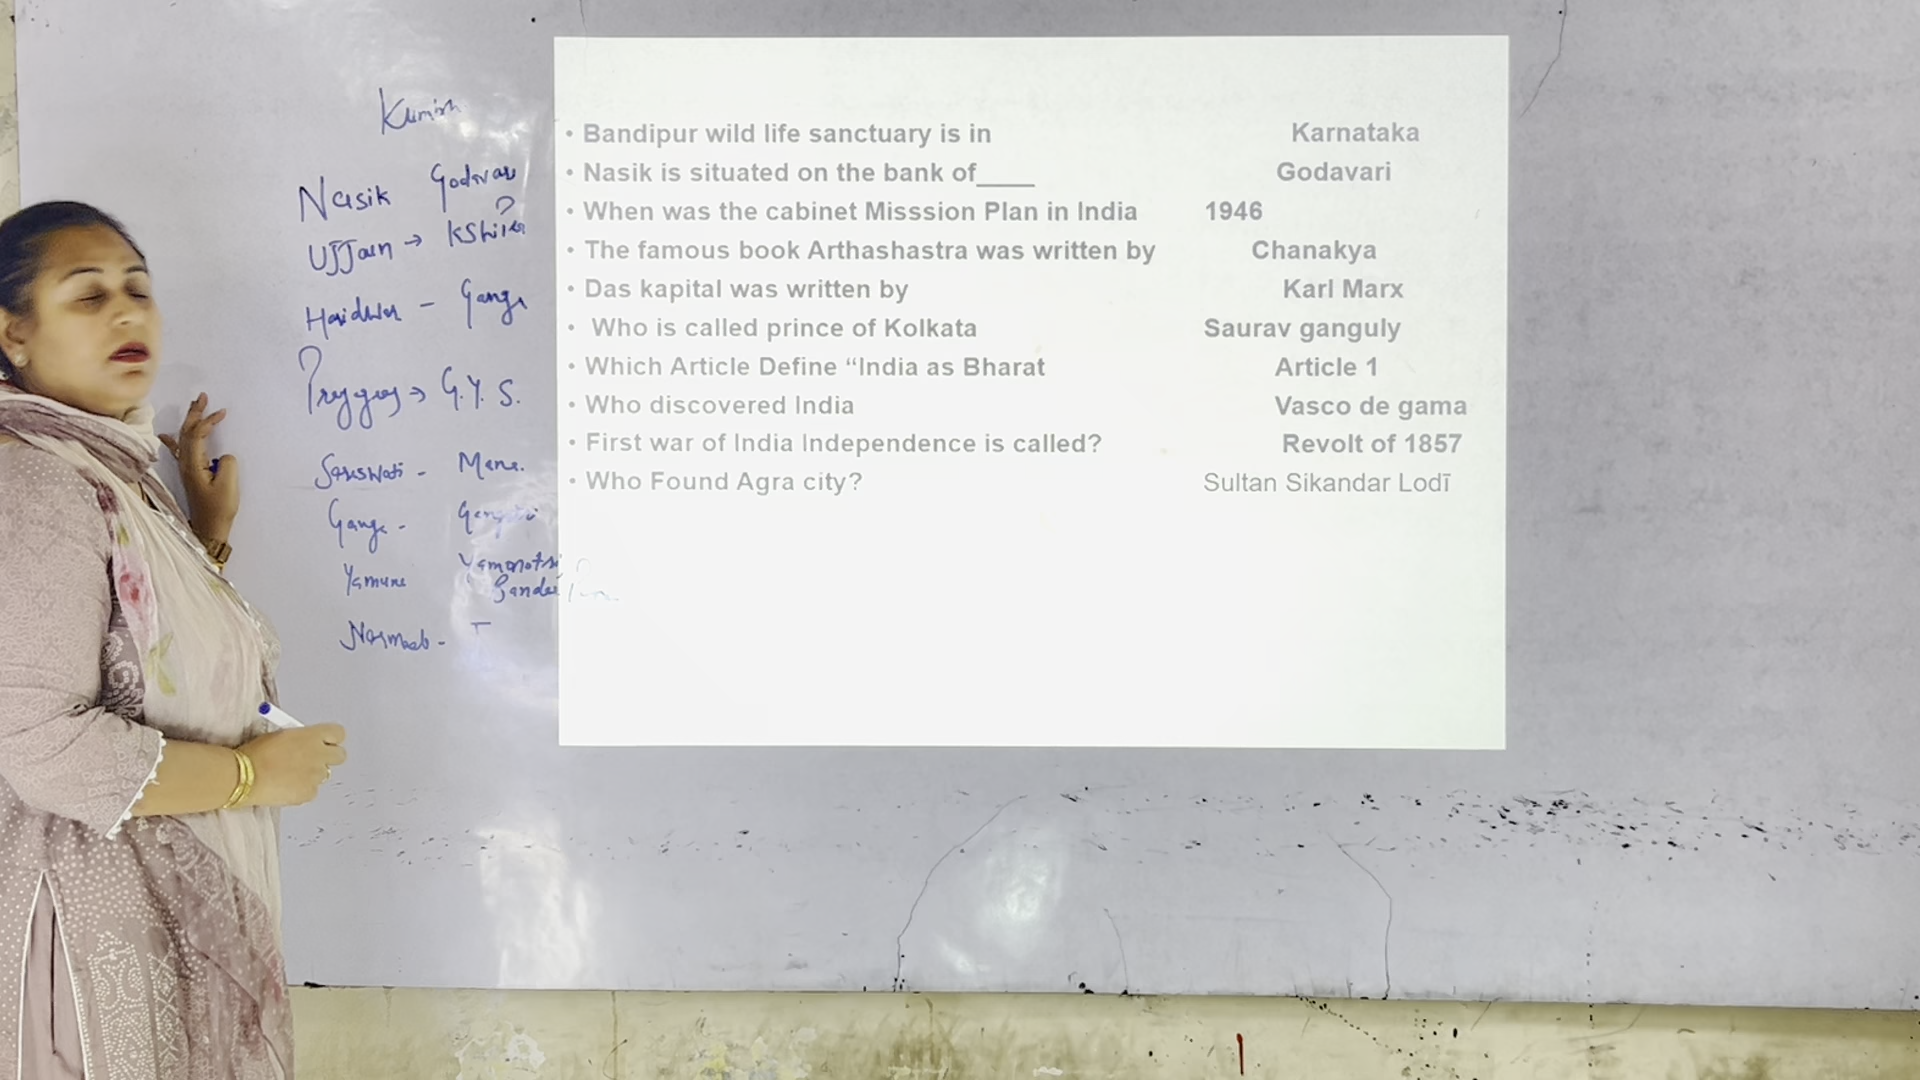 Nasik Godavari
Ujjain → Kshipra
Haridwar - Ganga
→ G.Y.S.
Saraswati - Mana.
Ganga - Gangotri
Yamuna Yamunotri
• Bandipur wild life sanctuary is in Karnataka
• Nasik is situated on the bank of____ Godavari
• When was the cabinet Misssion Plan in India 1946
• The famous book Arthashastra was written by Chanakya
• Das kapital was written by Karl Marx
• Who is called prince of Kolkata Saurav ganguly
• Which Article Define “India as Bharat Article 1
• Who discovered India Vasco de gama
• First war of India Independence is called? Revolt of 1857
• Who Found Agra city? Sultan Sikandar Lodī